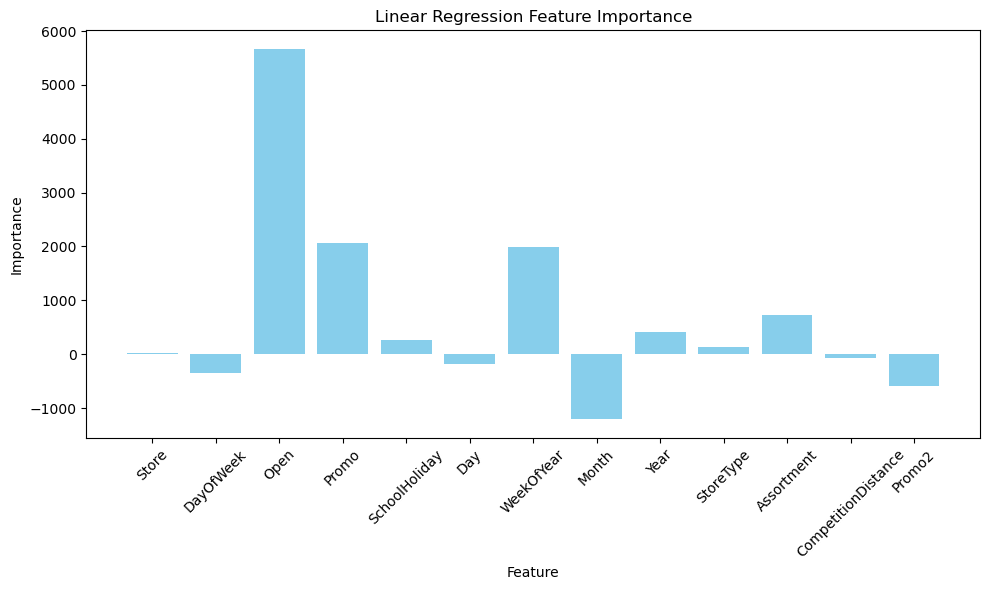 Linear Regression Feature Importance
6000
5000
4000
3000
2000
1000
0
−1000
Importance
Store
DayOfWeek
Open
Promo
SchoolHoliday
Day
WeekOfYear
Month
Year
StoreType
Assortment
CompetitionDistance
Promo2
Feature